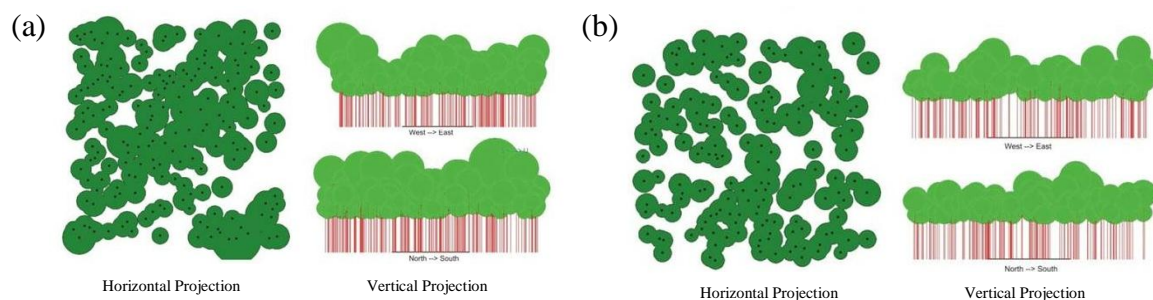 (a)
(b)
West --> East
West --> East
North --> South
North --> South
Horizontal Projection
Vertical Projection
Horizontal Projection
Vertical Projection